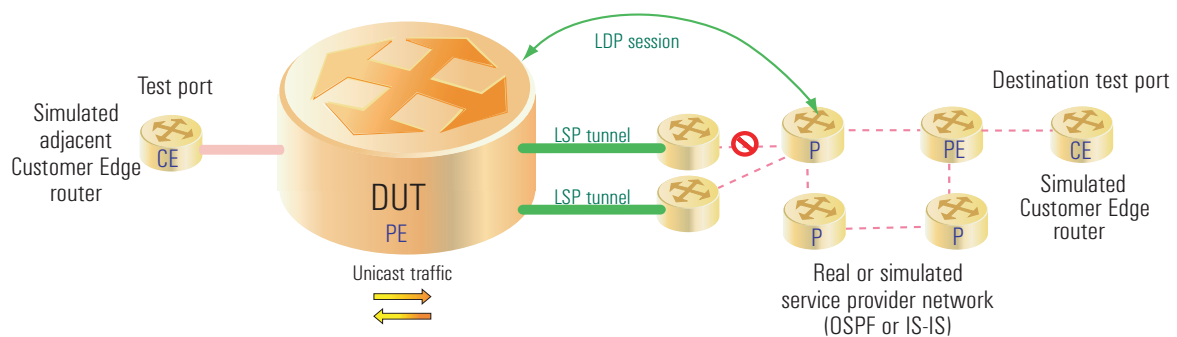 LDP session
Test port
Simulated
adjacent
Customer Edge
router
CE
LSP tunnel
LSP tunnel
DUT
PE
Unicast traffic
P
PE
CE
P
P
Destination test port
Simulated
Customer Edge
router
Real or simulated
service provider network
(OSPF or IS-IS)